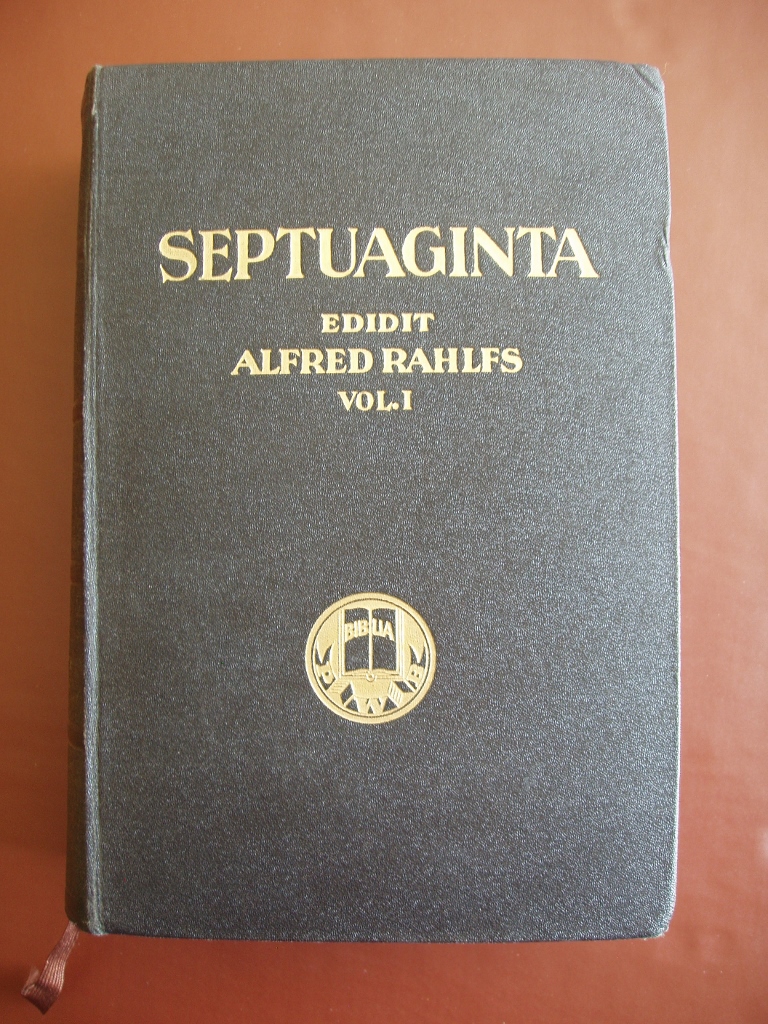 SEPTUAGINTA
EDIDIT
ALFRED RAHLFS
VOL. I
BIBLIA
P W B